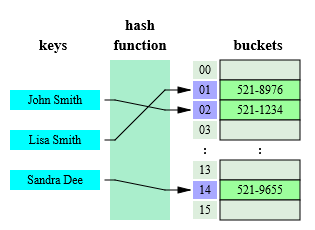 keys
hash
function
buckets
John Smith
Lisa Smith
Sandra Dee
00
01 521-8976
02 521-1234
03
: :
13
14 521-9655
15